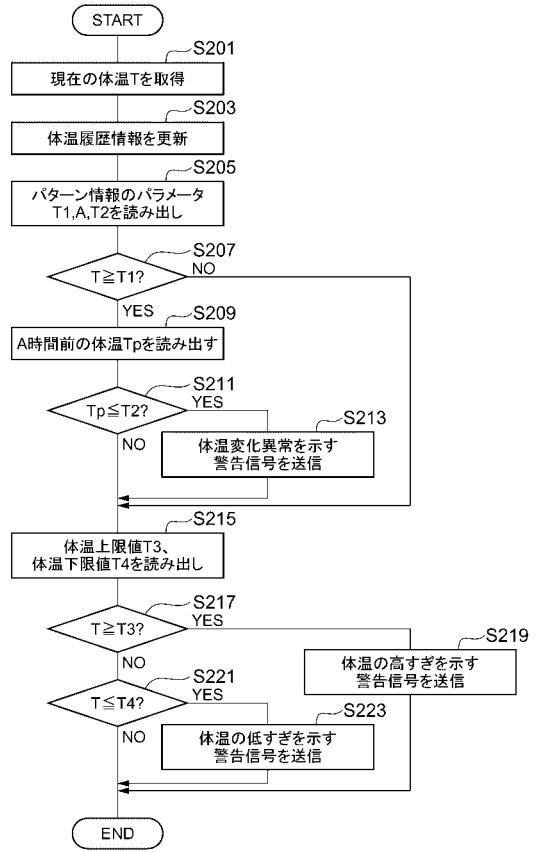 START
S201
現在の体温Tを取得
S203
体温履歴情報を更新
S205
パターン情報のパラメータ
T1,A,T2を読み出し
S207
T≧T1?
NO
YES
S209
A時間前の体温Tpを読み出す
S211
Tp≦T2?
YES
NO
S213
体温変化異常を示す
警告信号を送信
S215
体温上限値T3、
体温下限値T4を読み出し
S217
T≧T3?
YES
NO
S219
体温の高すぎを示す
警告信号を送信
S221
T≦T4?
YES
NO
S223
体温の低すぎを示す
警告信号を送信
END